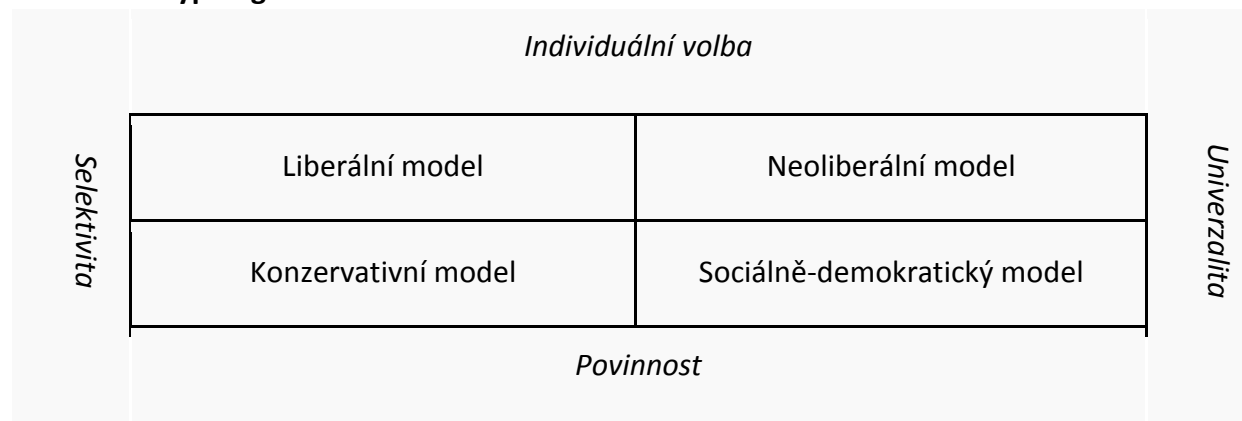 Individuální volba
Selektivita
Liberální model
Neoliberální model
Univerzalita
Konzervativní model
Sociálně-demokratický model
Povinnost